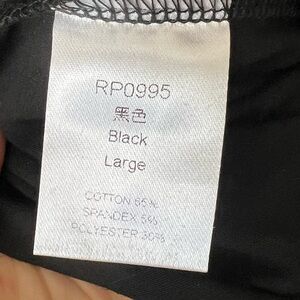 RP0995
黑色
Black
Large
COTTON 65%
SPANDEX 5%
POLYESTER 30%